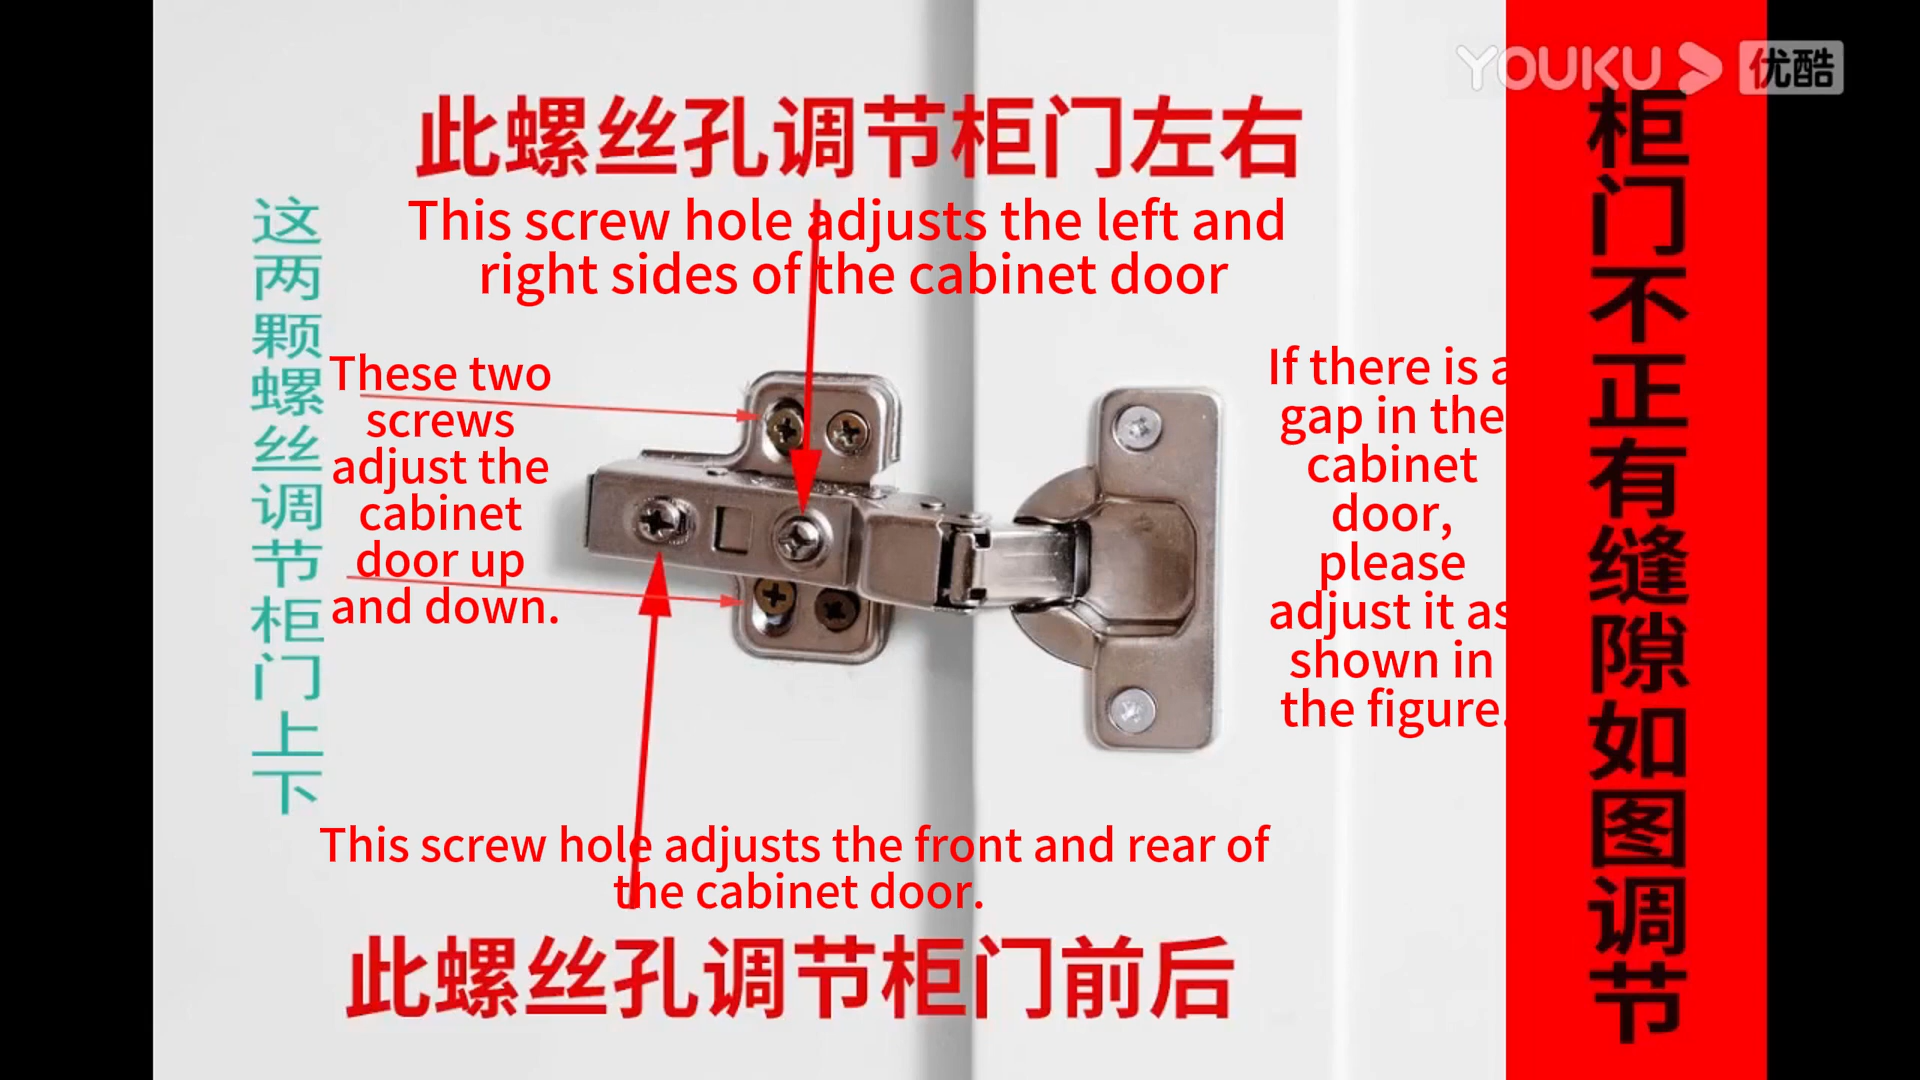 YOUKU 优酷
此螺丝孔调节柜门左右
This screw hole adjusts the left and
right sides of the cabinet door
这两颗螺丝调节柜门上下
These two
screws
adjust the
cabinet
door up
and down.
If there is a
gap in the
cabinet
door,
please
adjust it as
shown in
the figure.
柜门不正有缝隙如图调节
This screw hole adjusts the front and rear of
the cabinet door.
此螺丝孔调节柜门前后